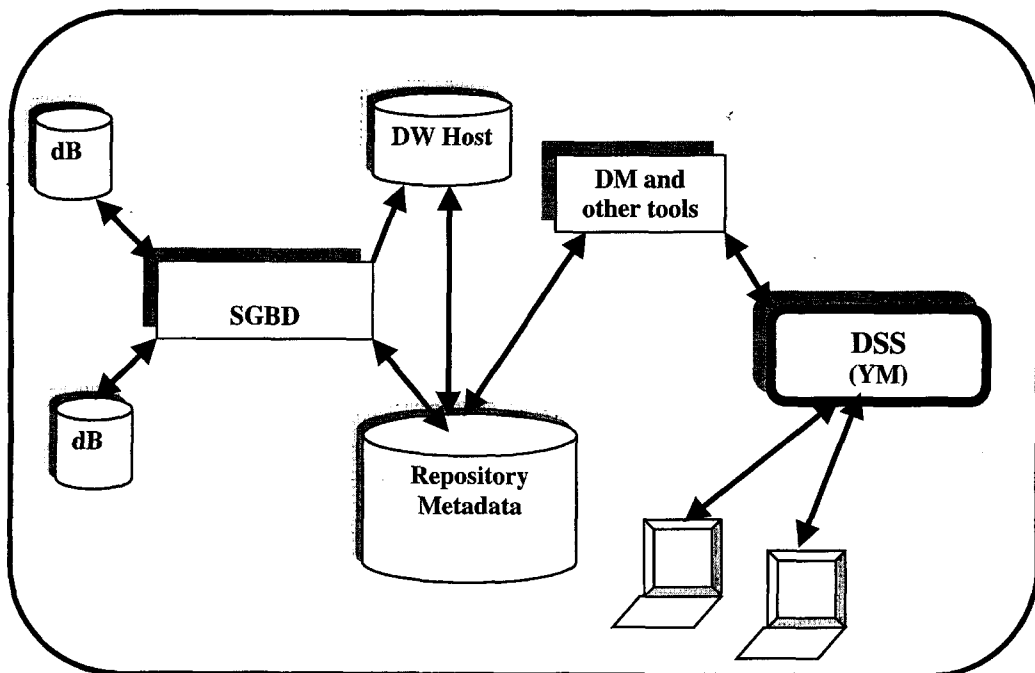 dB
DW Host
DM and
other tools
SGBD
DSS
(YM)
dB
Repository
Metadata